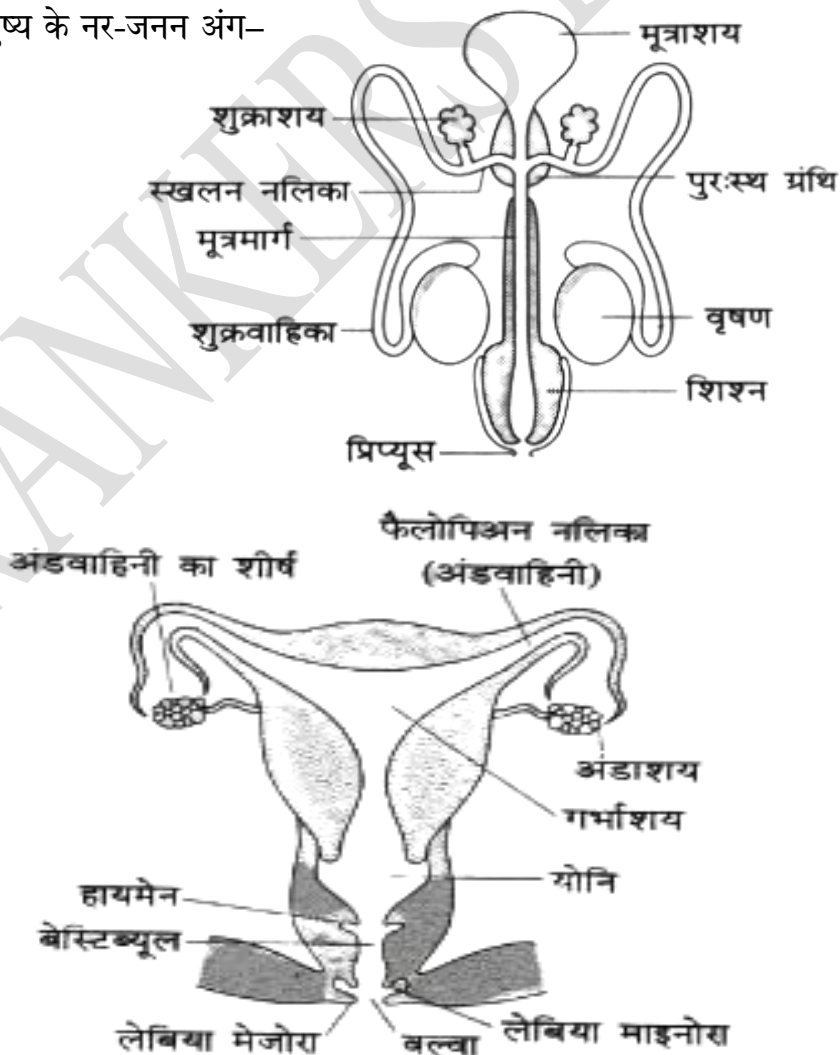 ष्य के नर-जनन अंग–
मूत्राशय
शुक्राशय
स्खलन नलिका
पुरःस्थ ग्रंथि
मूत्रमार्ग
शुक्रवाहिका
वृषण
शिश्न
प्रिप्यूस
फैलोपिअन नलिका
(अंडवाहिनी)
अंडवाहिनी का शीर्ष
अंडाशय
गर्भाशय
योनि
हायमेन
बेस्टिब्यूल
लेबिया मेजोरा
वल्वा
लेबिया माइनोरा
ANKERS